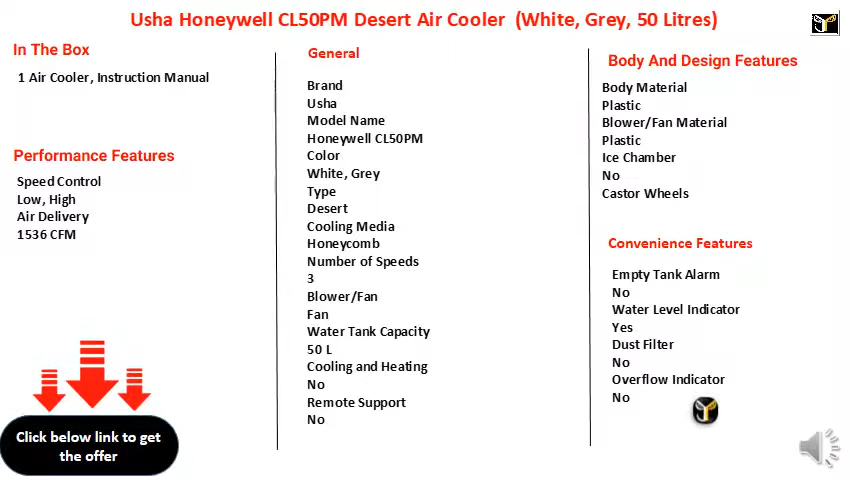 Usha Honeywell CL50PM Desert Air Cooler (White, Grey, 50 Litres)
In The Box
1 Air Cooler, Instruction Manual
Performance Features
Speed Control
Low, High
Air Delivery
1536 CFM
Click below link to get
the offer
General
Brand
Usha
Model Name
Honeywell CL50PM
Color
White, Grey
Type
Desert
Cooling Media
Honeycomb
Number of Speeds
3
Blower/Fan
Fan
Water Tank Capacity
50 L
Cooling and Heating
No
Remote Support
No
Body And Design Features
Body Material
Plastic
Blower/Fan Material
Plastic
Ice Chamber
No
Castor Wheels
Convenience Features
Empty Tank Alarm
No
Water Level Indicator
Yes
Dust Filter
No
Overflow Indicator
No